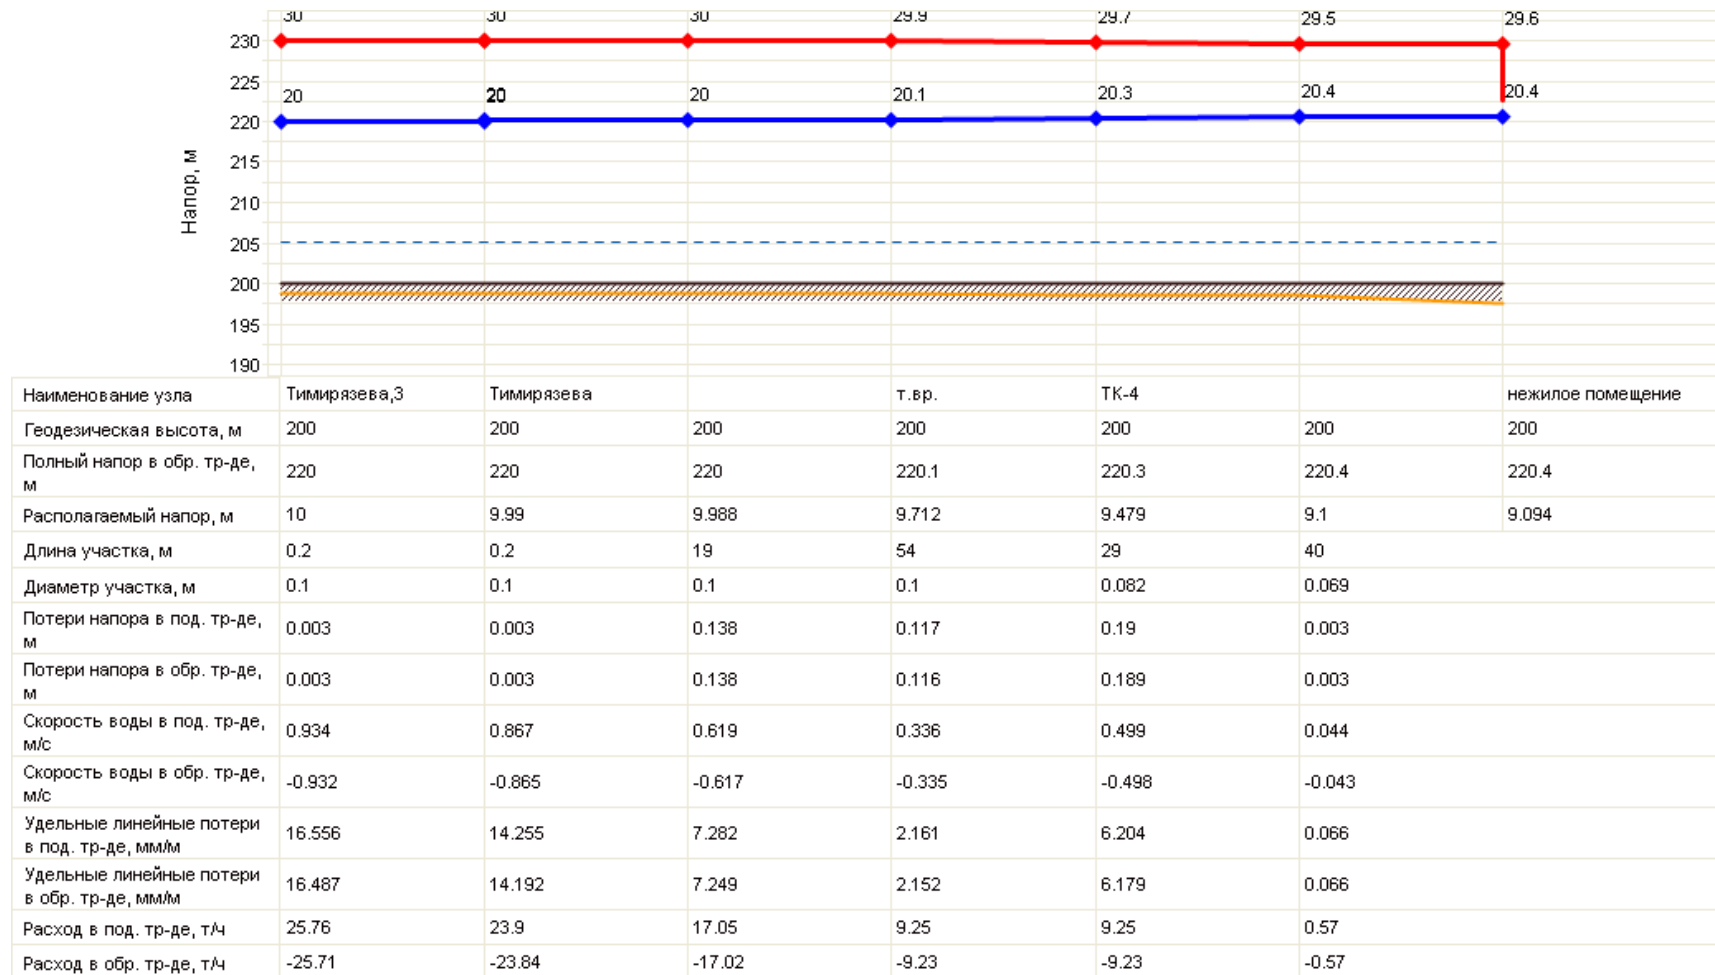 30 30 30 29.9 29.7 29.5 29.6
230
225
20 20 20 20.1 20.3 20.4 20.4
220
215
210
205
200
195
190
Напор, м
Наименование узла Тимирязева,3 Тимирязева т.вр. ТК-4 нежилое помещение
Геодезическая высота, м 200 200 200 200 200 200 200
Полный напор в обр. тр-де,
м 220 220 220 220.1 220.3 220.4 220.4
Располагаемый напор, м 10 9.99 9.988 9.712 9.479 9.1 9.094
Длина участка, м 0.2 0.2 19 54 29 40
Диаметр участка, м 0.1 0.1 0.1 0.1 0.082 0.069
Потери напора в под. тр-де,
м 0.003 0.003 0.138 0.117 0.19 0.003
Потери напора в обр. тр-де,
м 0.003 0.003 0.138 0.116 0.189 0.003
Скорость воды в под. тр-де,
м/с 0.934 0.867 0.619 0.336 0.499 0.044
Скорость воды в обр. тр-де,
м/с -0.932 -0.865 -0.617 -0.335 -0.498 -0.043
Удельные линейные потери
в под. тр-де, мм/м 16.556 14.255 7.282 2.161 6.204 0.066
Удельные линейные потери
в обр. тр-де, мм/м 16.487 14.192 7.249 2.152 6.179 0.066
Расход в под. тр-де, т/ч 25.76 23.9 17.05 9.25 9.25 0.57
Расход в обр. тр-де, т/ч -25.71 -23.84 -17.02 -9.23 -9.23 -0.57